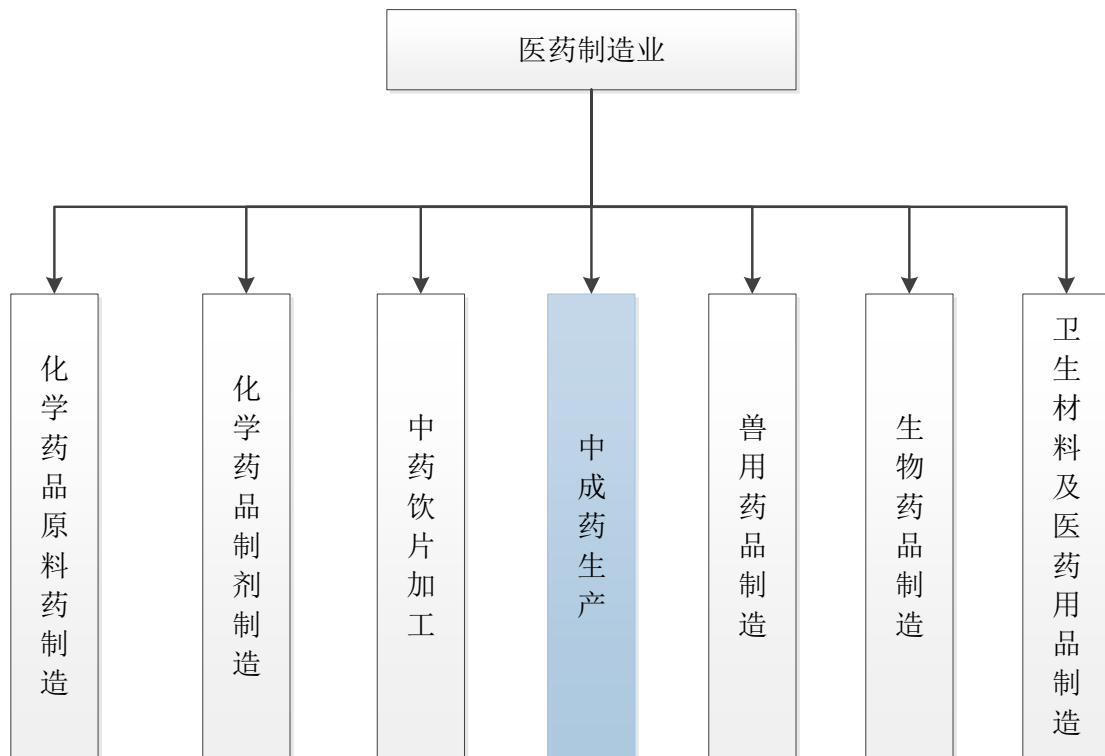 医药制造业
化学药品原料药制造
化学药品制剂制造
中药饮片加工
中成药生产
兽用药品制造
生物药品制造
卫生材料及医药用品制造